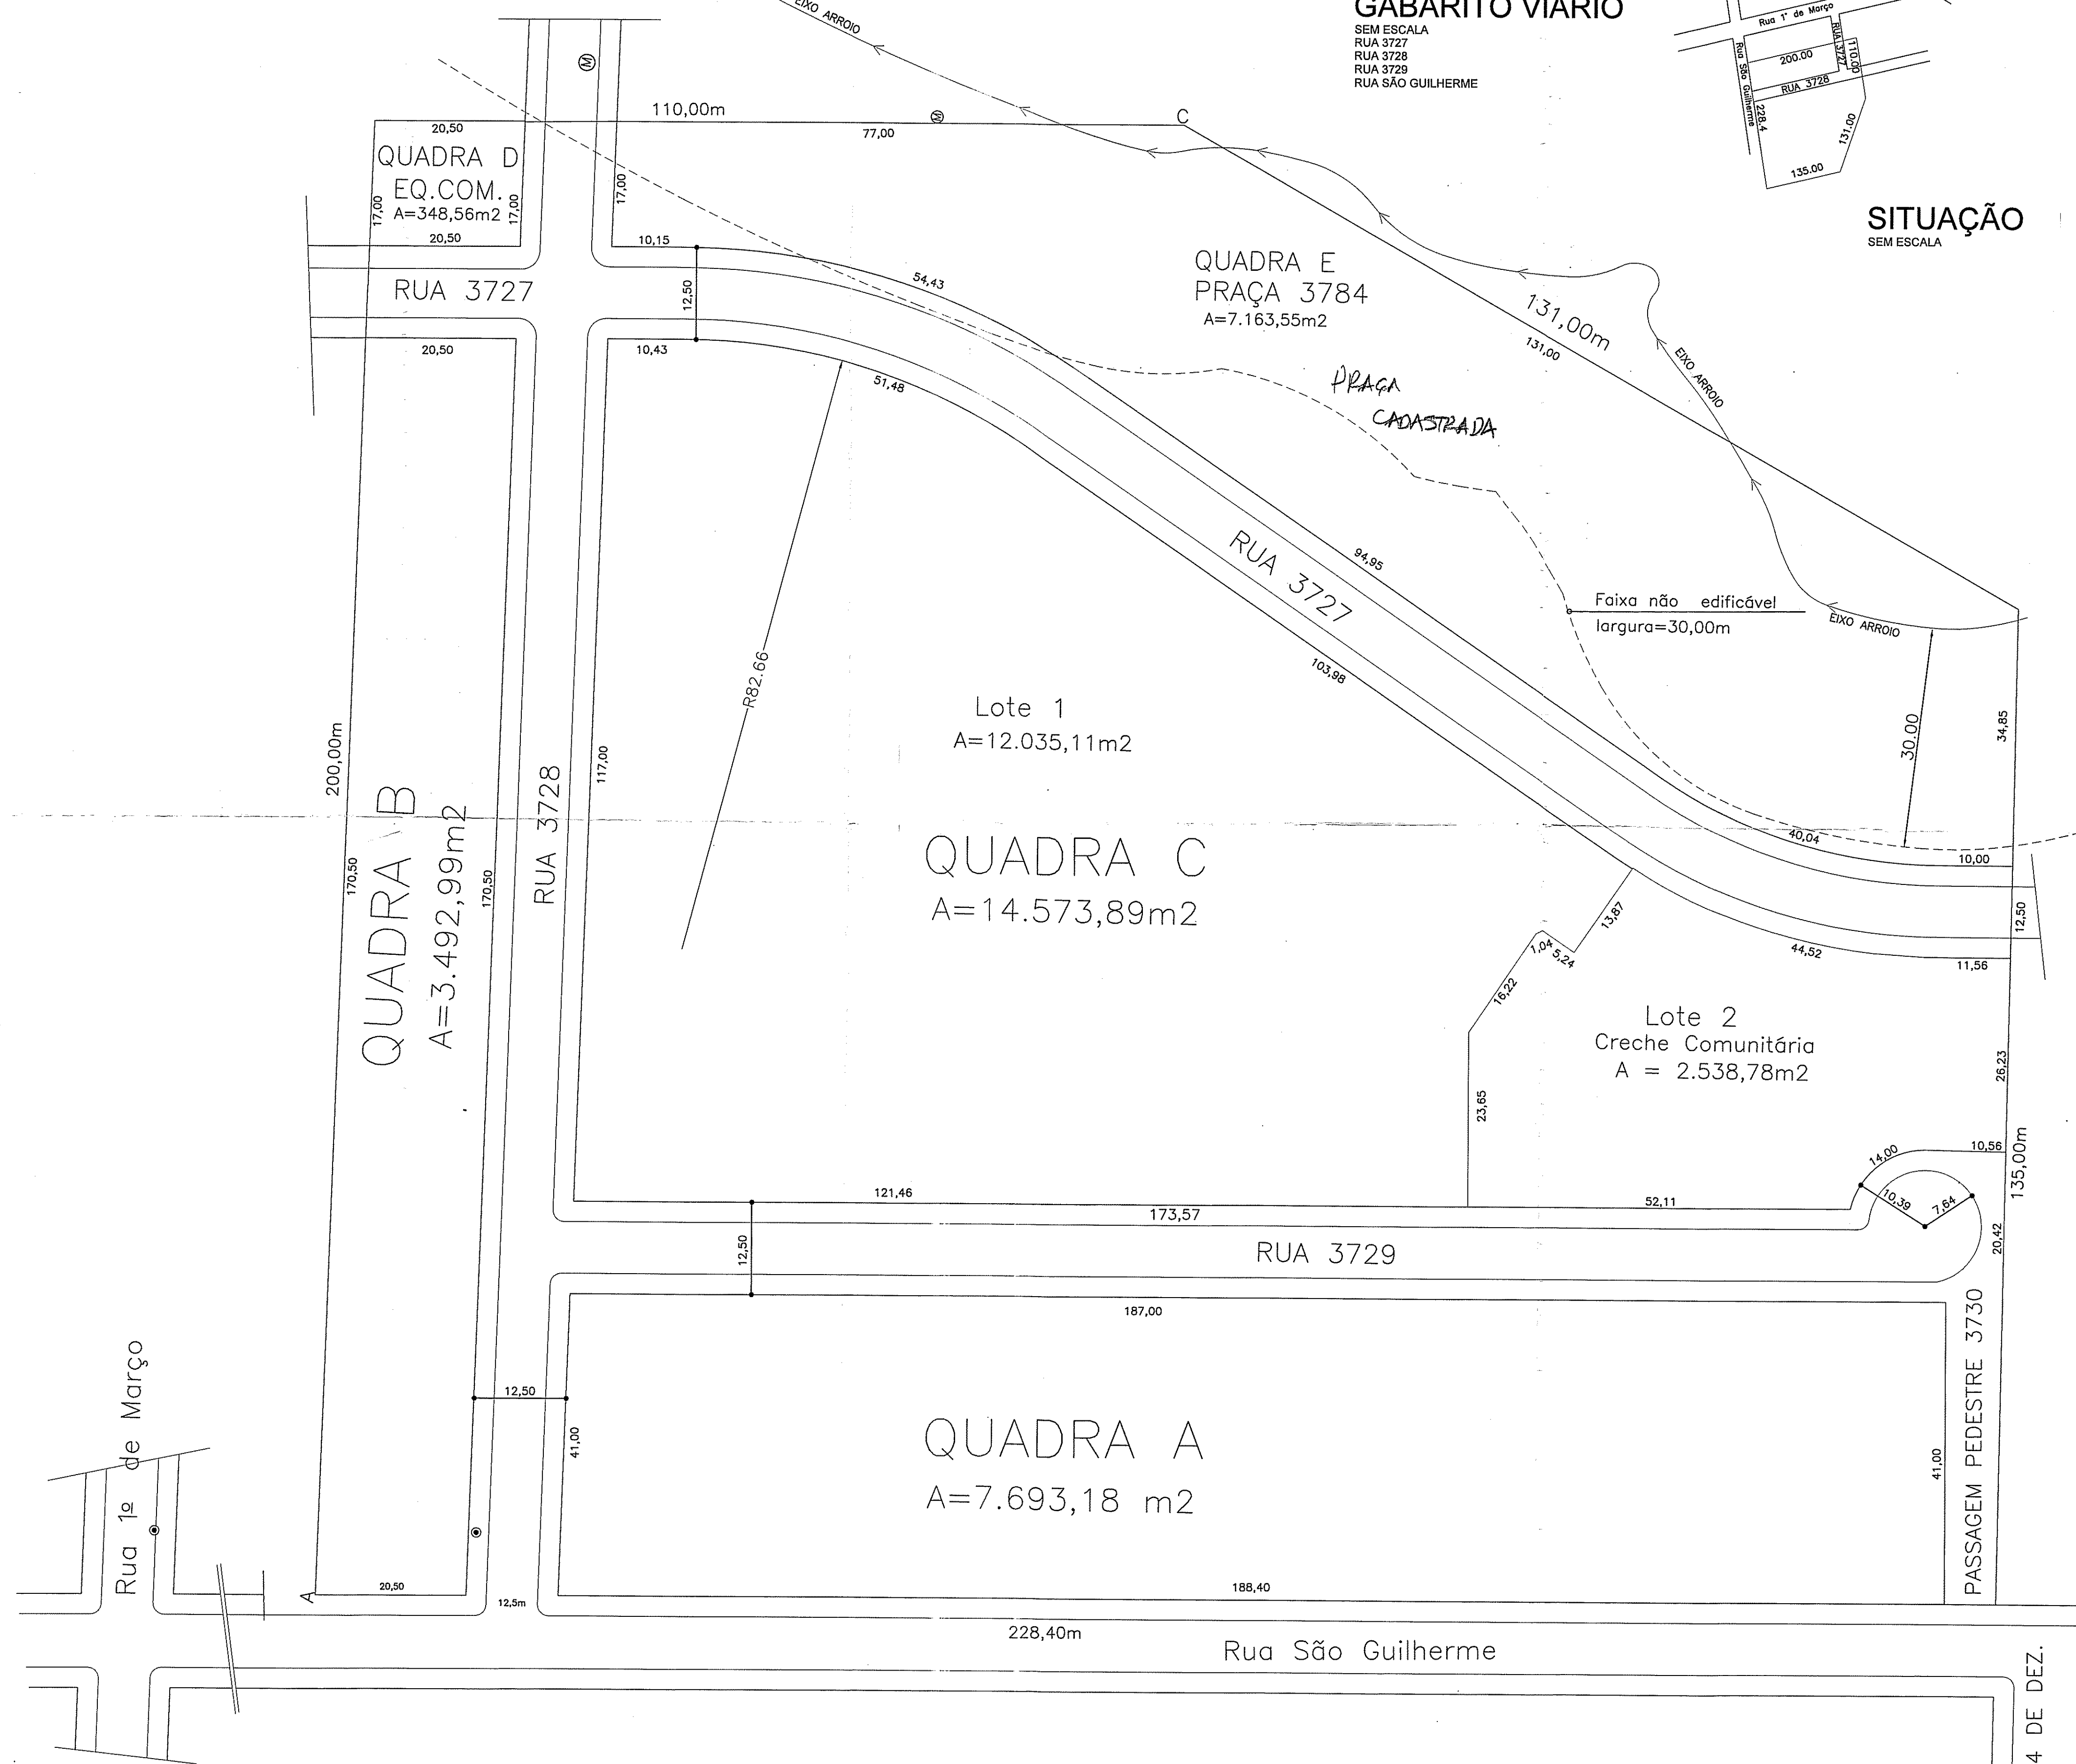 EIXO ARROIO
GABARITO VIÁRIO
SEM ESCALA
RUA 3727
RUA 3728
RUA 3729
RUA SÃO GUILHERME
Rua 1° de Março
RUA 3727
110.00
200.00
RUA 3728
Rua São Guilherme
228.4
131.00
135.00
SITUAÇÃO
SEM ESCALA
M
110,00m
20,50
77,00
M
C
QUADRA D
EQ.COM.
A=348,56m2
17,00
17,00
17,00
20,50
10,15
RUA 3727
12,50
54,43
20,50
10,43
51,48
QUADRA E
PRAÇA 3784
A=7.163,55m2
131,00m
131,00
EIXO ARROIO
PRAÇA
CADASTRADA
RUA 3727
94,95
103,98
Faixa não edificável
largura=30,00m
EIXO ARROIO
30.00
34,85
R82.66
Lote 1
A=12.035,11m2
200,00m
170,50
QUADRA B
A=3.492,99m2
170,50
RUA 3728
117,00
QUADRA C
A=14.573,89m2
40,04
10,00
12,50
44,52
11,56
13,87
1,04
5,24
16,22
23,65
Lote 2
Creche Comunitária
A = 2.538,78m2
26,23
135,00m
10,56
14,00
10,39
7,64
20,42
121,46
173,57
52,11
12,50
RUA 3729
187,00
12,50
41,00
QUADRA A
A=7.693,18 m2
41,00
PASSAGEM PEDESTRE 3730
Rua 1º de Março
A
20,50
12,5m
188,40
228,40m
Rua São Guilherme
4 DE DEZ.